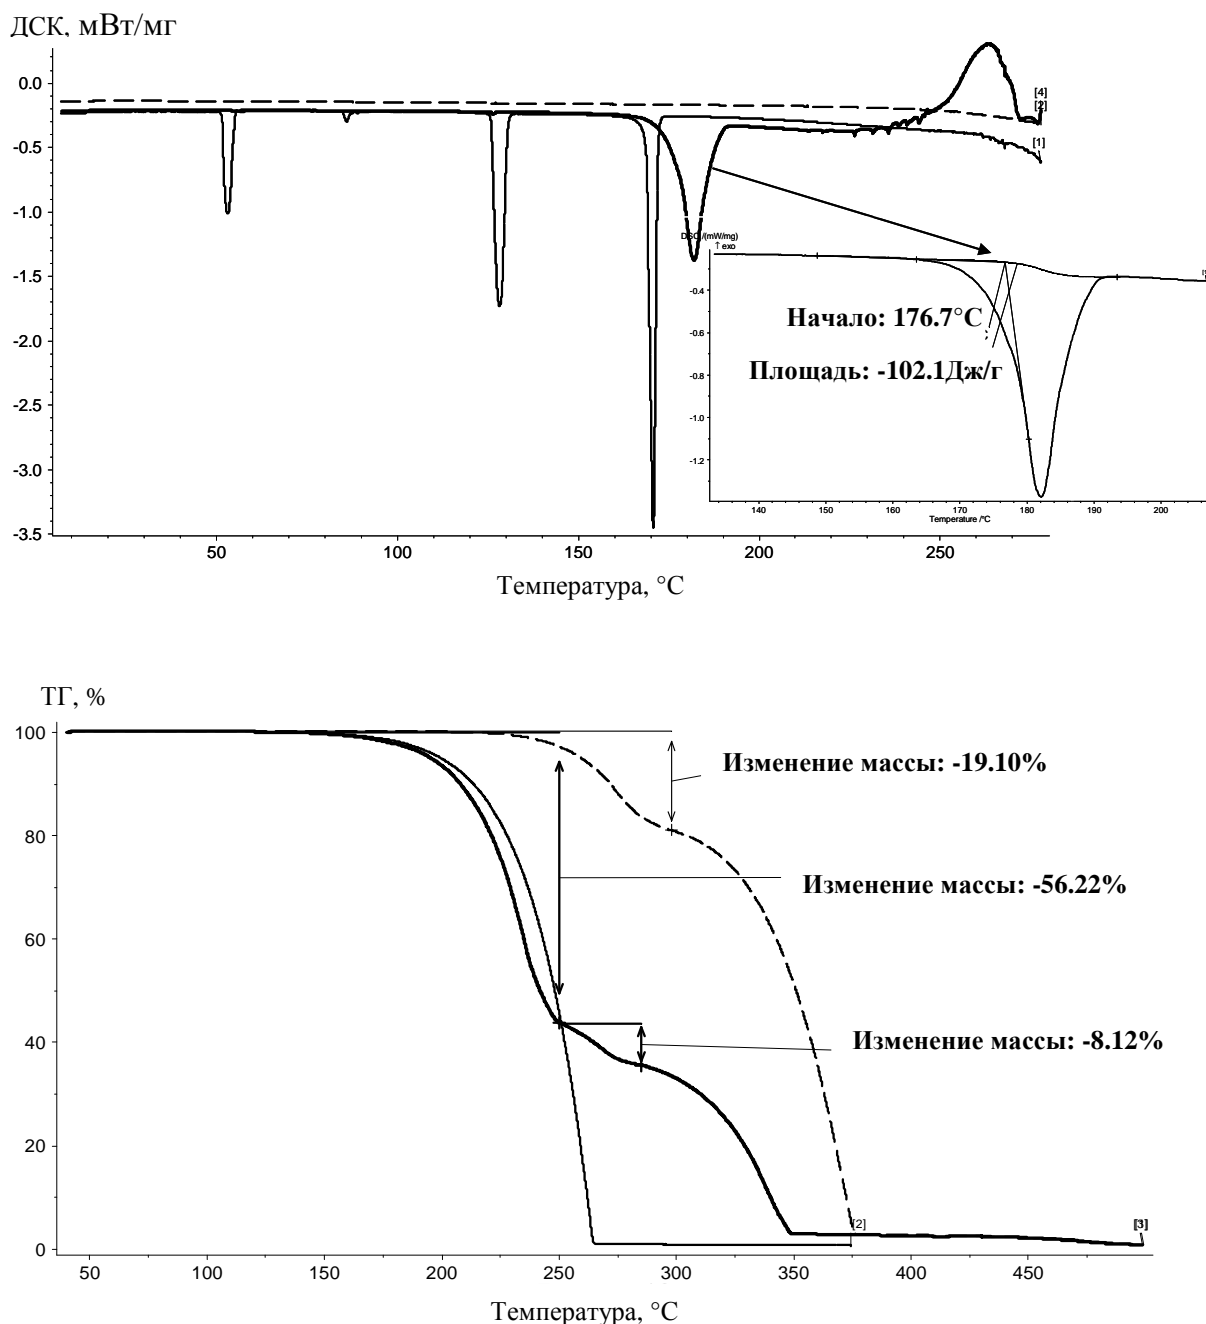 ДСК, мВт/мг
0.0
-0.5
-1.0
-1.5
-2.0
-2.5
-3.0
-3.5
[4]
[2]
[1]
DSC /(mW/mg)
↑ exo
-0.4
-0.6
-0.8
-1.0
-1.2
Начало: 176.7°C
Площадь: -102.1Дж/г
140 150 160 170 180 190 200
Temperature /°C
50 100 150 200 250
Температура, °C
ТГ, %
100
80
60
40
20
0
Изменение массы: -19.10%
Изменение массы: -56.22%
Изменение массы: -8.12%
[2]
[3]
50 100 150 200 250 300 350 400 450
Температура, °C